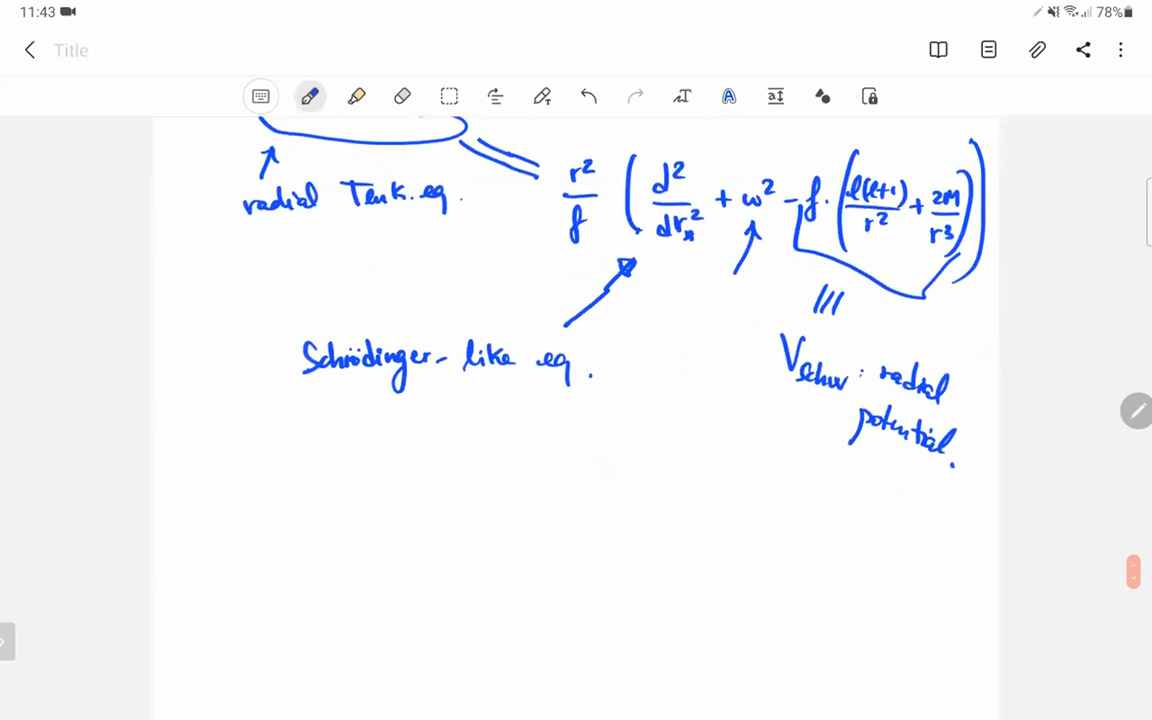 11:43
78%
Title
r²/f ( d²/dr⁎² + ω² - f · ( l(l+1)/r² + 2M/r³ ) )
radial Teuk. eq.
///
Schrödinger-like eq.
V_Schw : radial
potential.